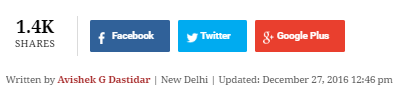 1.4K
SHARES
Facebook
Twitter
Google Plus
Written by Avishek G Dastidar | New Delhi | Updated: December 27, 2016 12:46 pm